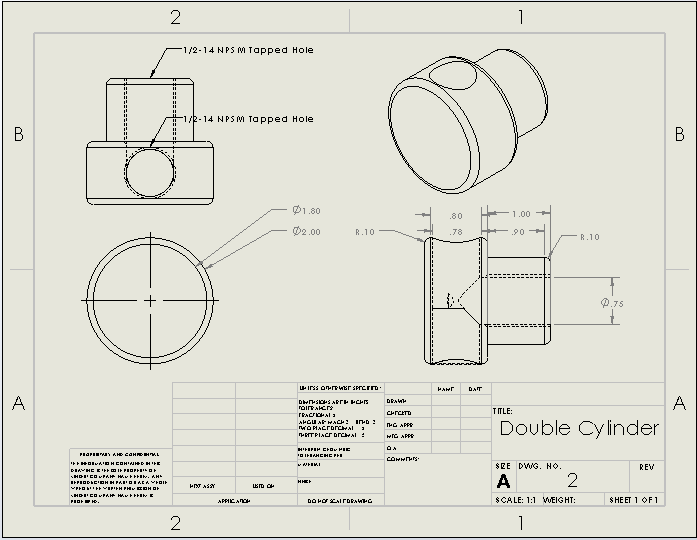 2
1
1/2-14 NPSM Tapped Hole
B
B
1/2-14 NPSM Tapped Hole
Ø1.80
Ø2.00
.80
1.00
R.10
.78
.90
R.10
Ø.75
A
A
UNLESS OTHERWISE SPECIFIED:
NAME
DATE
DIMENSIONS ARE IN INCHES
TOLERANCES:
DRAWN
CHECKED
TITLE:
ENG APPR.
MFG APPR.
Double Cylinder
Q.A.
COMMENTS:
PROPRIETARY AND CONFIDENTIAL
SIZE
DWG. NO.
REV
A
2
NEXT ASSY
USED ON
APPLICATION
DO NOT SCALE DRAWING
SCALE: 1:1
WEIGHT:
SHEET 1 OF 1
2
1